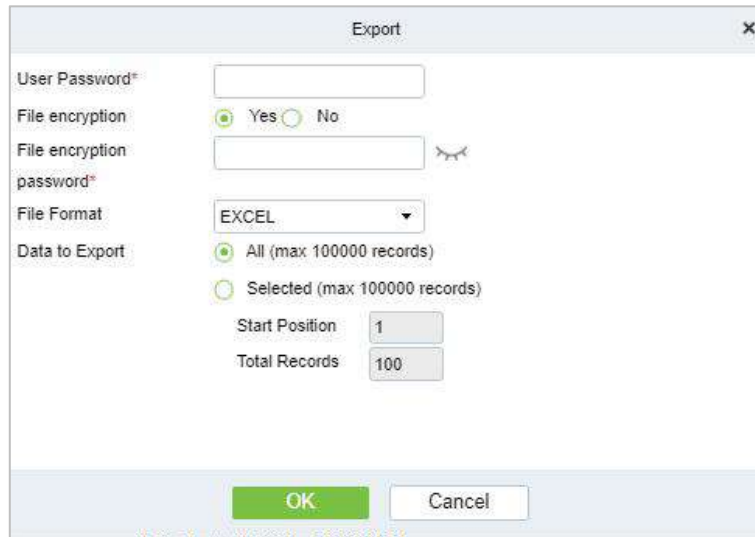 Export
User Password*
File encryption Yes No
File encryption
password*
File Format EXCEL
Data to Export All (max 100000 records)
Selected (max 100000 records)
Start Position 1
Total Records 100
OK Cancel